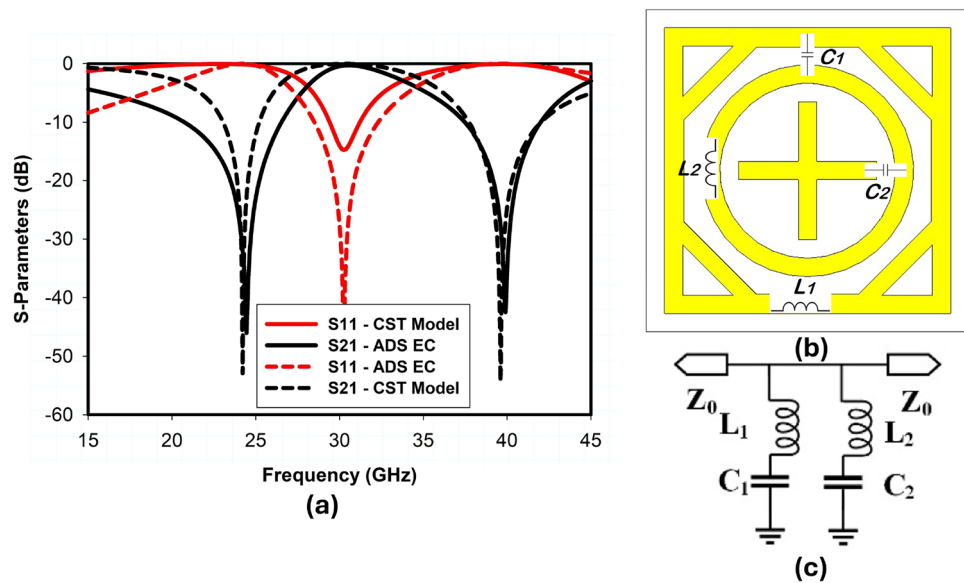 0
-10
-20
-30
-40
-50
-60
S-Parameters (dB)
S11 - CST Model
S21 - ADS EC
S11 - ADS EC
S21 - CST Model
15 20 25 30 35 40 45
Frequency (GHz)
(a)
C1
L2
C2
L1
(b)
Z0 Z0
L1 L2
C1 C2
(c)